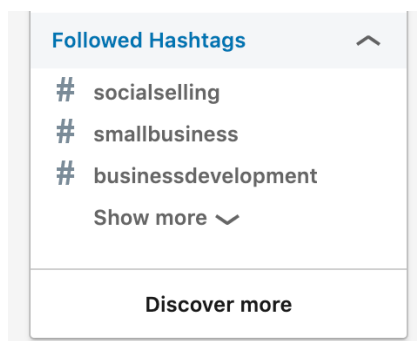 Followed Hashtags
# socialselling
# smallbusiness
# businessdevelopment
Show more
Discover more